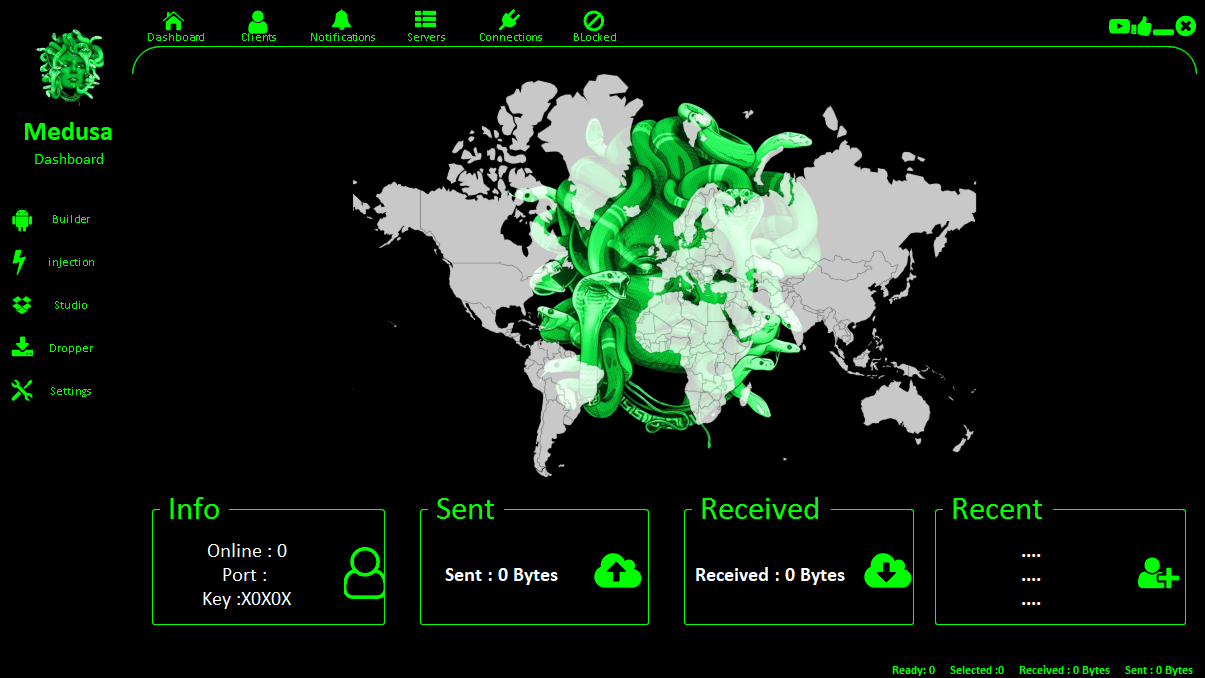 Dashboard
Clients
Notifications
Servers
Connections
BLocked
Medusa
Dashboard
Builder
injection
Studio
Dropper
Settings
Info
Online : 0
Port :
Key :X0X0X
Sent
Sent : 0 Bytes
Received
Received : 0 Bytes
Recent
....
....
....
Ready: 0 Selected :0 Received : 0 Bytes Sent : 0 Bytes